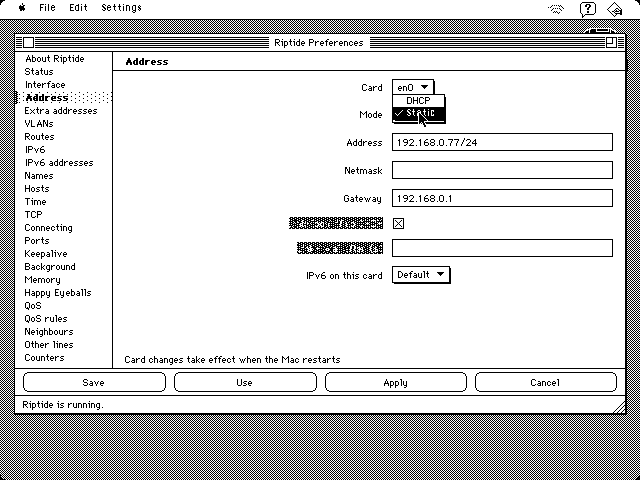 File Edit Settings
Riptide Preferences
About Riptide
Status
Interface
Address
Extra addresses
VLANs
Routes
IPv6
IPv6 addresses
Names
Hosts
Time
TCP
Connecting
Ports
Keepalive
Background
Memory
Happy Eyeballs
QoS
QoS rules
Neighbours
Other lines
Counters
Address
Card en0
DHCP
Mode Static
Address 192.168.0.77/24
Netmask
Gateway 192.168.0.1
IPv6 on this card Default
Card changes take effect when the Mac restarts
Save Use Apply Cancel
Riptide is running.